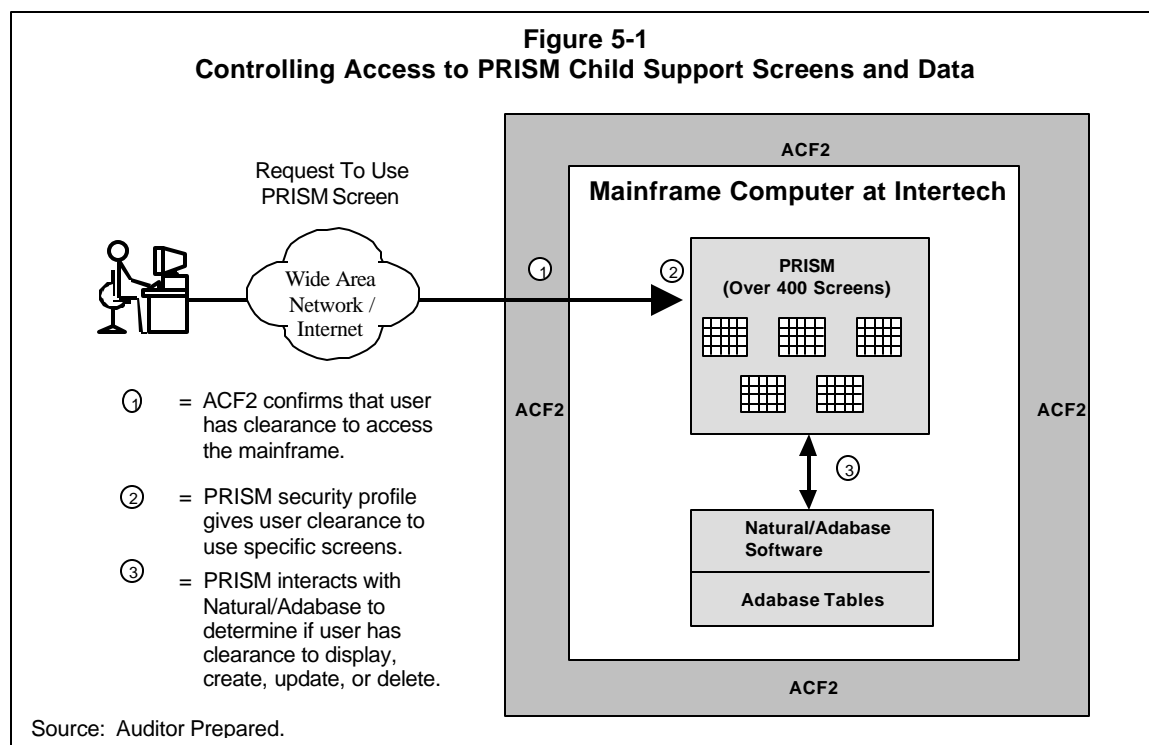 Figure 5-1
Controlling Access to PRISM Child Support Screens and Data
Request To Use
PRISM Screen
Wide Area
Network /
Internet
ACF2
Mainframe Computer at Intertech
1
2
PRISM
(Over 400 Screens)
ACF2
ACF2
3
Natural/Adabase
Software
Adabase Tables
ACF2
1 = ACF2 confirms that user
has clearance to access
the mainframe.
2 = PRISM security profile
gives user clearance to
use specific screens.
3 = PRISM interacts with
Natural/Adabase to
determine if user has
clearance to display,
create, update, or delete.
Source: Auditor Prepared.